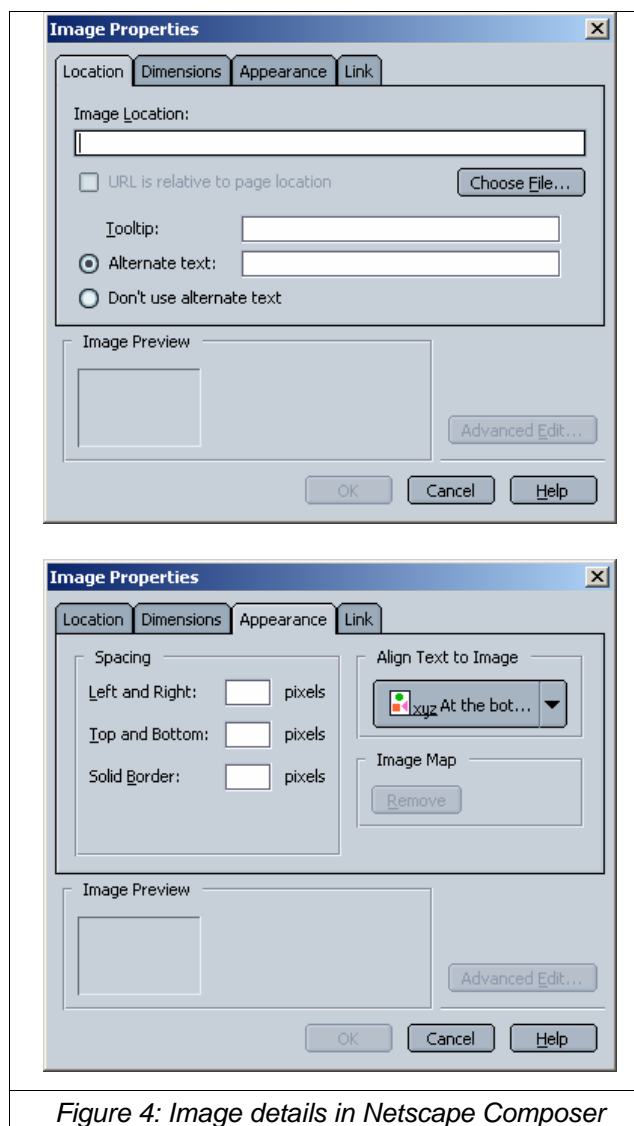 Image Properties
Location Dimensions Appearance Link
Image Location:
URL is relative to page location Choose File...
Tooltip:
Alternate text:
Don't use alternate text
Image Preview
Advanced Edit...
OK Cancel Help
Image Properties
Location Dimensions Appearance Link
Spacing Align Text to Image
Left and Right: pixels xyz At the bot...
Top and Bottom: pixels
Image Map
Solid Border: pixels
Remove
Image Preview
Advanced Edit...
OK Cancel Help
Figure 4: Image details in Netscape Composer